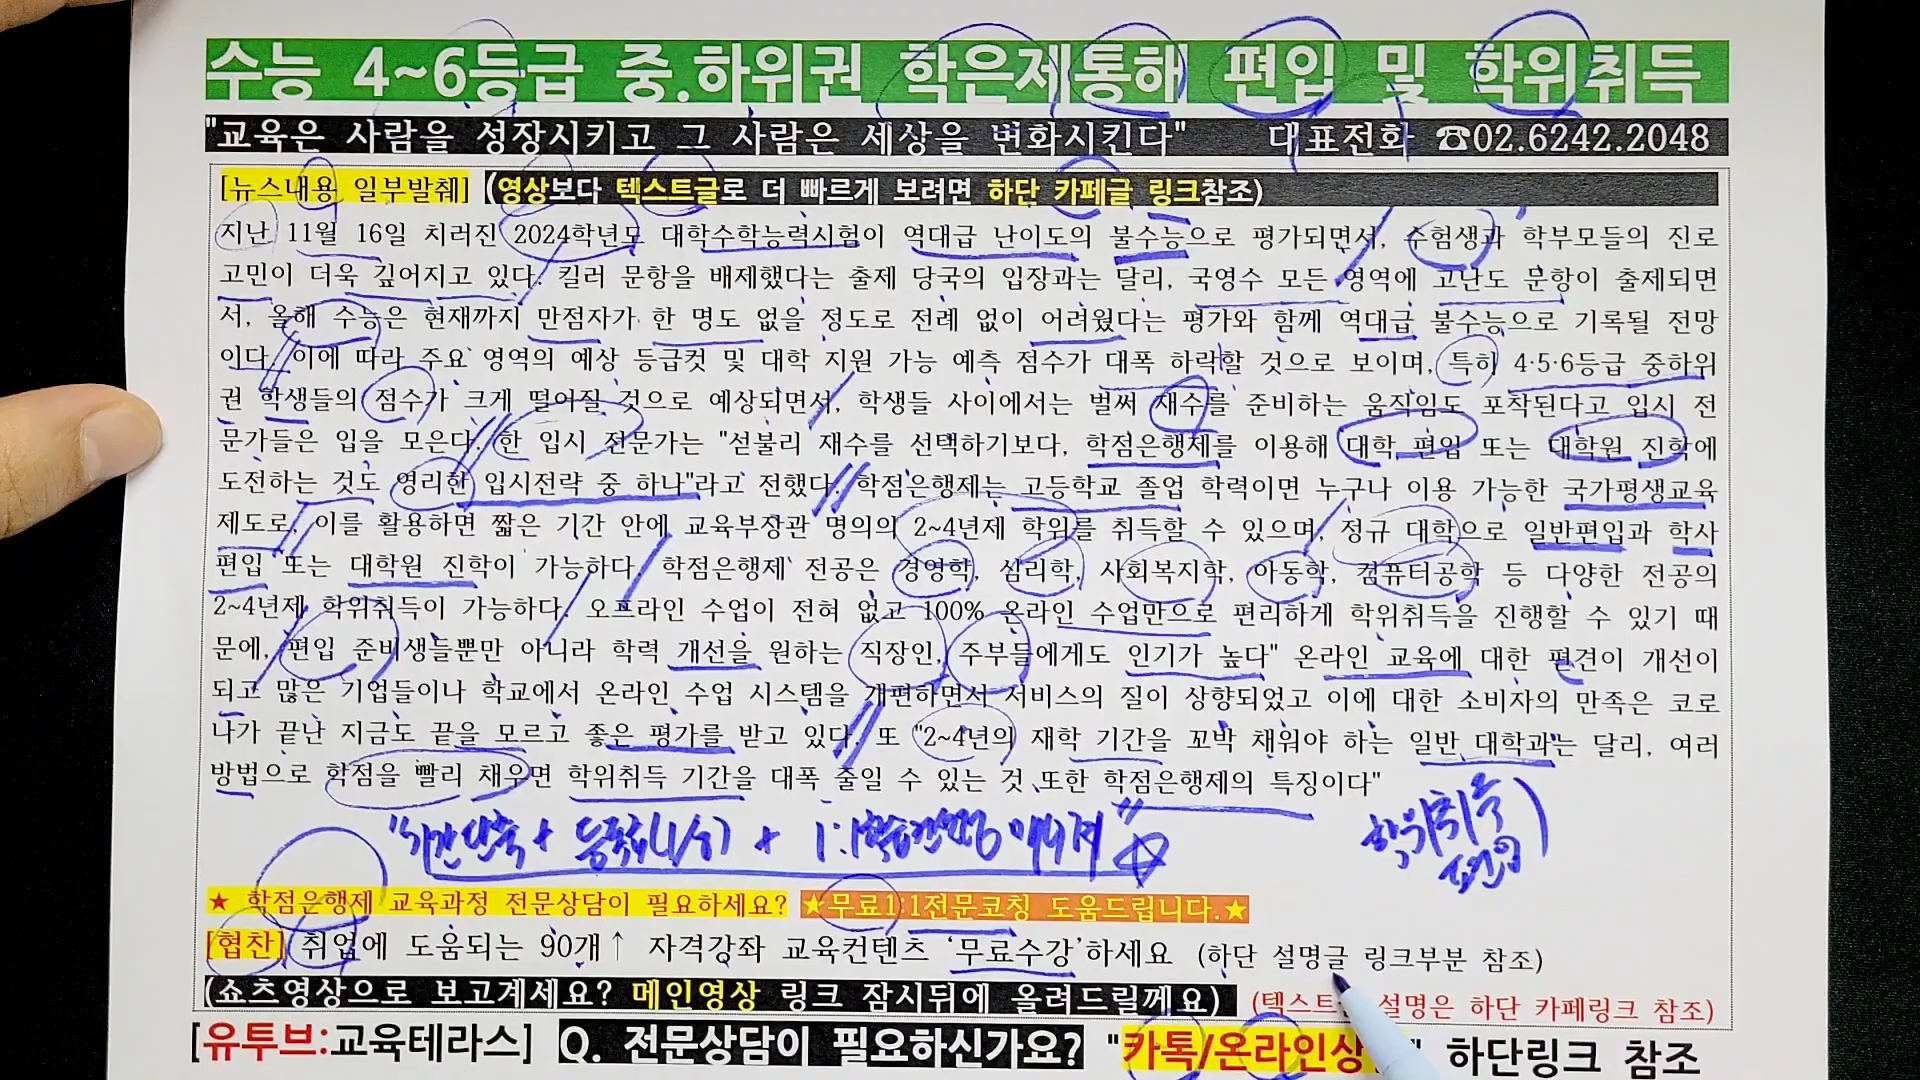 수능 4~6등급 중.하위권 학은제통해 편입 및 학위취득
"교육은 사람을 성장시키고 그 사람은 세상을 변화시킨다" 대표전화 ☎02.6242.2048
[뉴스내용 일부발췌] (영상보다 텍스트글로 더 빠르게 보려면 하단 카페글 링크참조)
지난 11월 16일 치러진 2024학년도 대학수학능력시험이 역대급 난이도의 불수능으로 평가되면서, 수험생과 학부모들의 진로
고민이 더욱 깊어지고 있다. 킬러 문항을 배제했다는 출제 당국의 입장과는 달리, 국영수 모든 영역에 고난도 문항이 출제되면
서, 올해 수능은 현재까지 만점자가 한 명도 없을 정도로 전례 없이 어려웠다는 평가와 함께 역대급 불수능으로 기록될 전망
이다. 이에 따라 주요 영역의 예상 등급컷 및 대학 지원 가능 예측 점수가 대폭 하락할 것으로 보이며, 특히 4·5·6등급 중하위
권 학생들의 점수가 크게 떨어질 것으로 예상되면서, 학생들 사이에서는 벌써 재수를 준비하는 움직임도 포착된다고 입시 전
문가들은 입을 모은다. 한 입시 전문가는 "섣불리 재수를 선택하기보다, 학점은행제를 이용해 대학 편입 또는 대학원 진학에
도전하는 것도 영리한 입시전략 중 하나"라고 전했다. 학점은행제는 고등학교 졸업 학력이면 누구나 이용 가능한 국가평생교육
제도로, 이를 활용하면 짧은 기간 안에 교육부장관 명의의 2~4년제 학위를 취득할 수 있으며, 정규 대학으로 일반편입과 학사
편입 또는 대학원 진학이 가능하다. 학점은행제 전공은 경영학, 심리학, 사회복지학, 아동학, 컴퓨터공학 등 다양한 전공의
2~4년제 학위취득이 가능하다. 오프라인 수업이 전혀 없고 100% 온라인 수업만으로 편리하게 학위취득을 진행할 수 있기 때
문에, 편입 준비생들뿐만 아니라 학력 개선을 원하는 직장인, 주부들에게도 인기가 높다" 온라인 교육에 대한 편견이 개선이
되고 많은 기업들이나 학교에서 온라인 수업 시스템을 개편하면서 서비스의 질이 상향되었고 이에 대한 소비자의 만족은 코로
나가 끝난 지금도 끝을 모르고 좋은 평가를 받고 있다. 또 "2~4년의 재학 기간을 꼬박 채워야 하는 일반 대학과는 달리, 여러
방법으로 학점을 빨리 채우면 학위취득 기간을 대폭 줄일 수 있는 것 또한 학점은행제의 특징이다"
"기간단축 + 등록금(1/5) + 1:1학습관리 "
학위취득
편입
★ 학점은행제 교육과정 전문상담이 필요하세요? ★무료1:1전문코칭 도움드립니다.★
[협찬] 취업에 도움되는 90개↑ 자격강좌 교육컨텐츠 '무료수강'하세요 (하단 설명글 링크부분 참조)
(쇼츠영상으로 보고계세요? 메인영상 링크 잠시뒤에 올려드릴께요) (텍스트 설명은 하단 카페링크 참조)
[유투브:교육테라스] Q. 전문상담이 필요하신가요? "카톡/온라인상 " 하단링크 참조